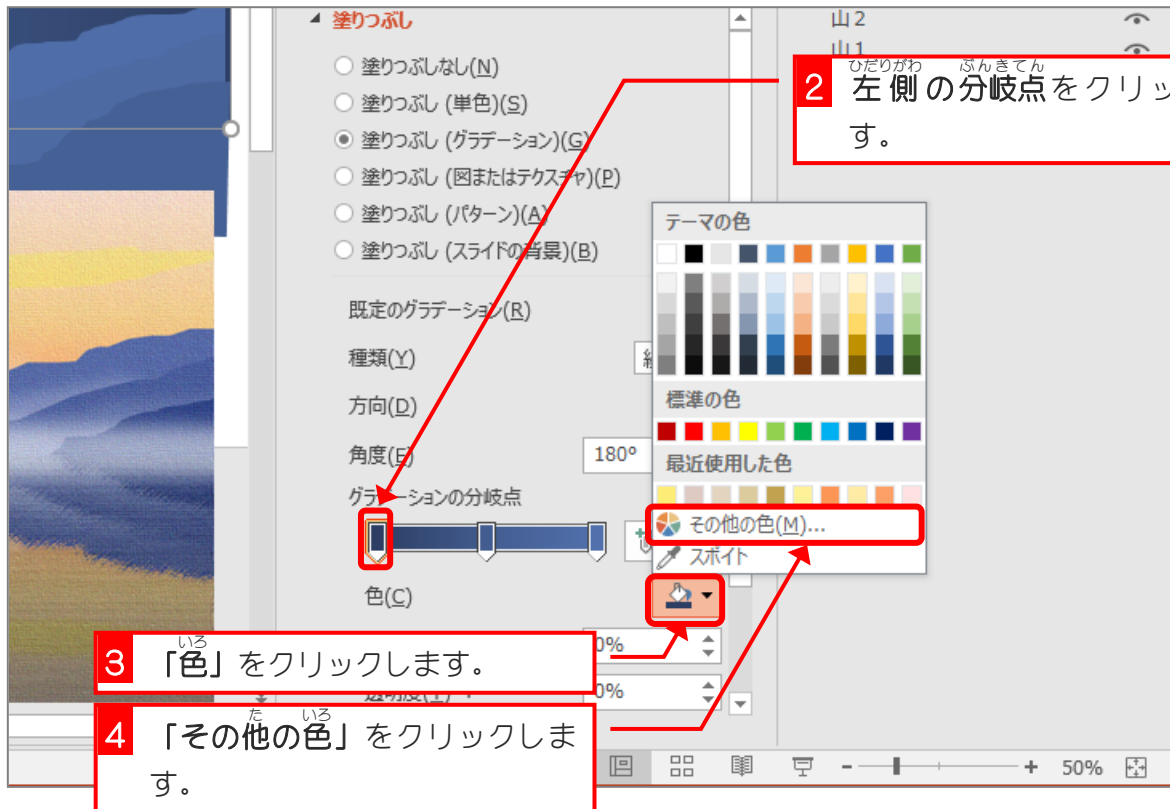 塗りつぶし
塗りつぶしなし(N)
塗りつぶし (単色)(S)
塗りつぶし (グラデーション)(G)
塗りつぶし (図またはテクスチャ)(P)
塗りつぶし (パターン)(A)
塗りつぶし (スライドの背景)(B)
既定のグラデーション(R)
種類(Y)
方向(D)
角度(E)
180°
グラデーションの分岐点
色(C)
0%
0%
山 2
山 1
ひだりがわ ぶんきてん
2 左側の分岐点をクリッ
す。
テーマの色
標準の色
最近使用した色
その他の色(M)...
スポイト
いろ
3 「色」をクリックします。
た いろ
4 「その他の色」をクリックしま
す。
50%